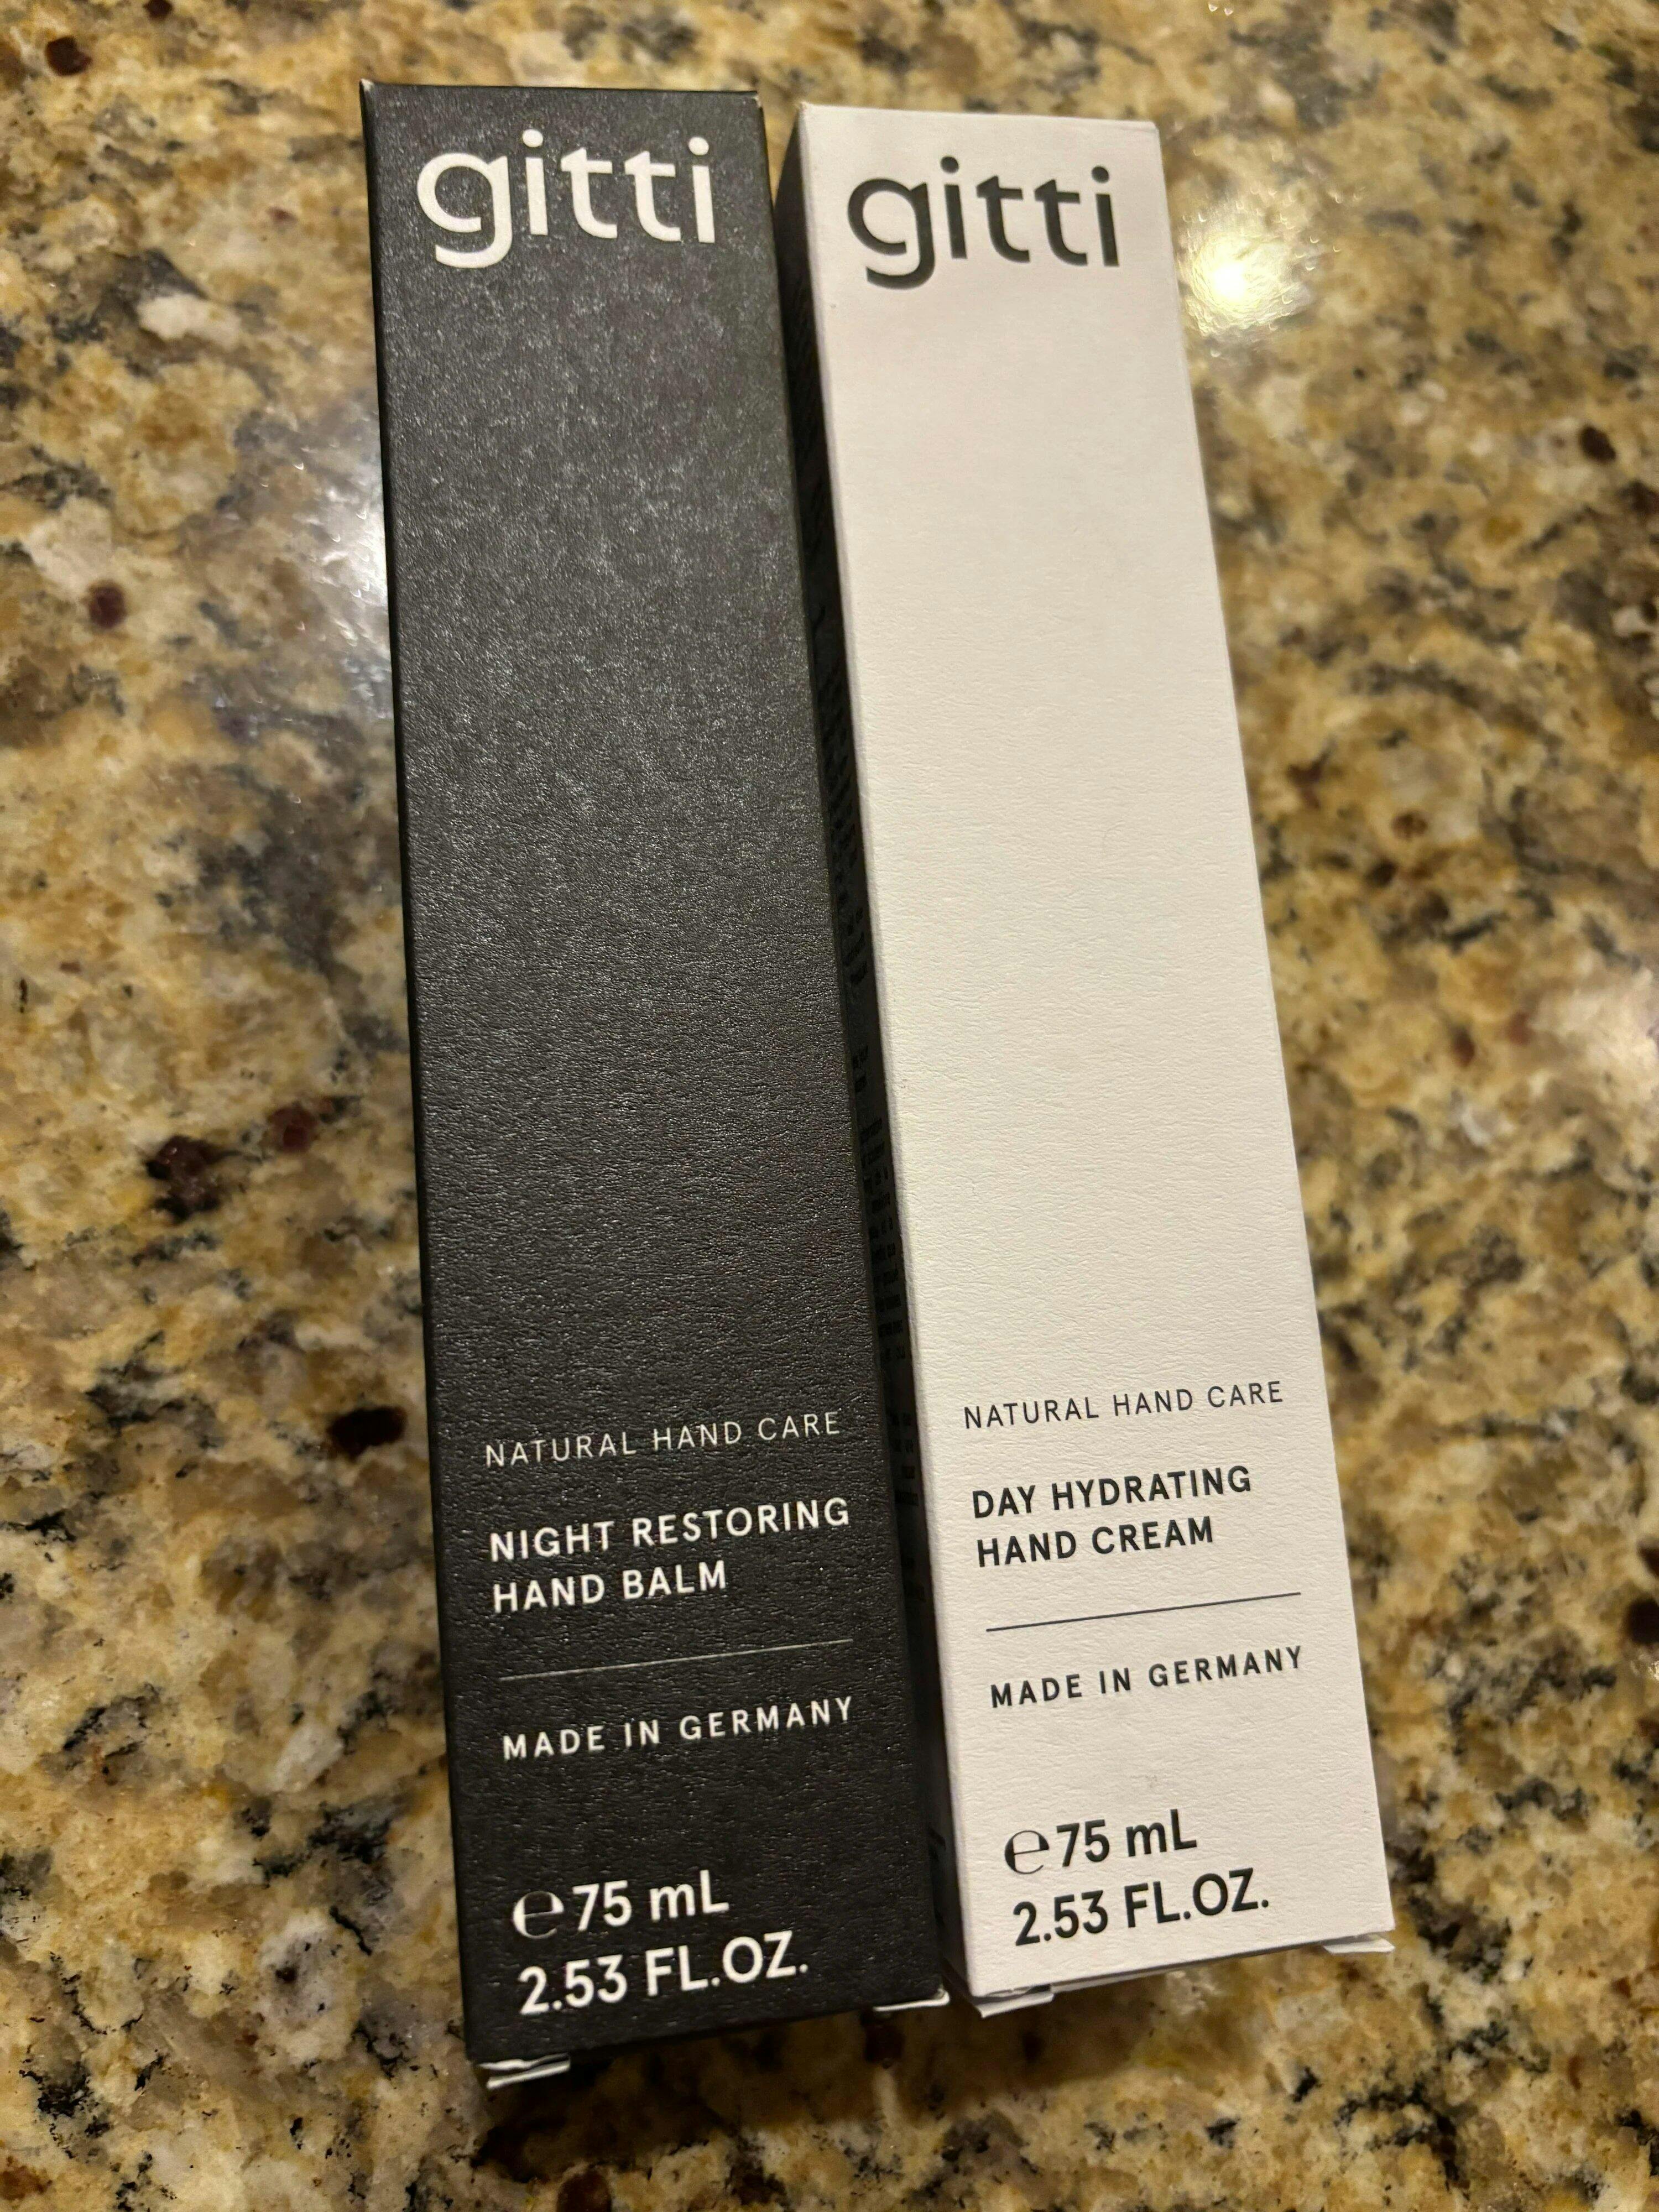 gitti
NATURAL HAND CARE
NIGHT RESTORING
HAND BALM
MADE IN GERMANY
℮75 mL
2.53 FL.OZ.
gitti
NATURAL HAND CARE
DAY HYDRATING
HAND CREAM
MADE IN GERMANY
℮75 mL
2.53 FL.OZ.